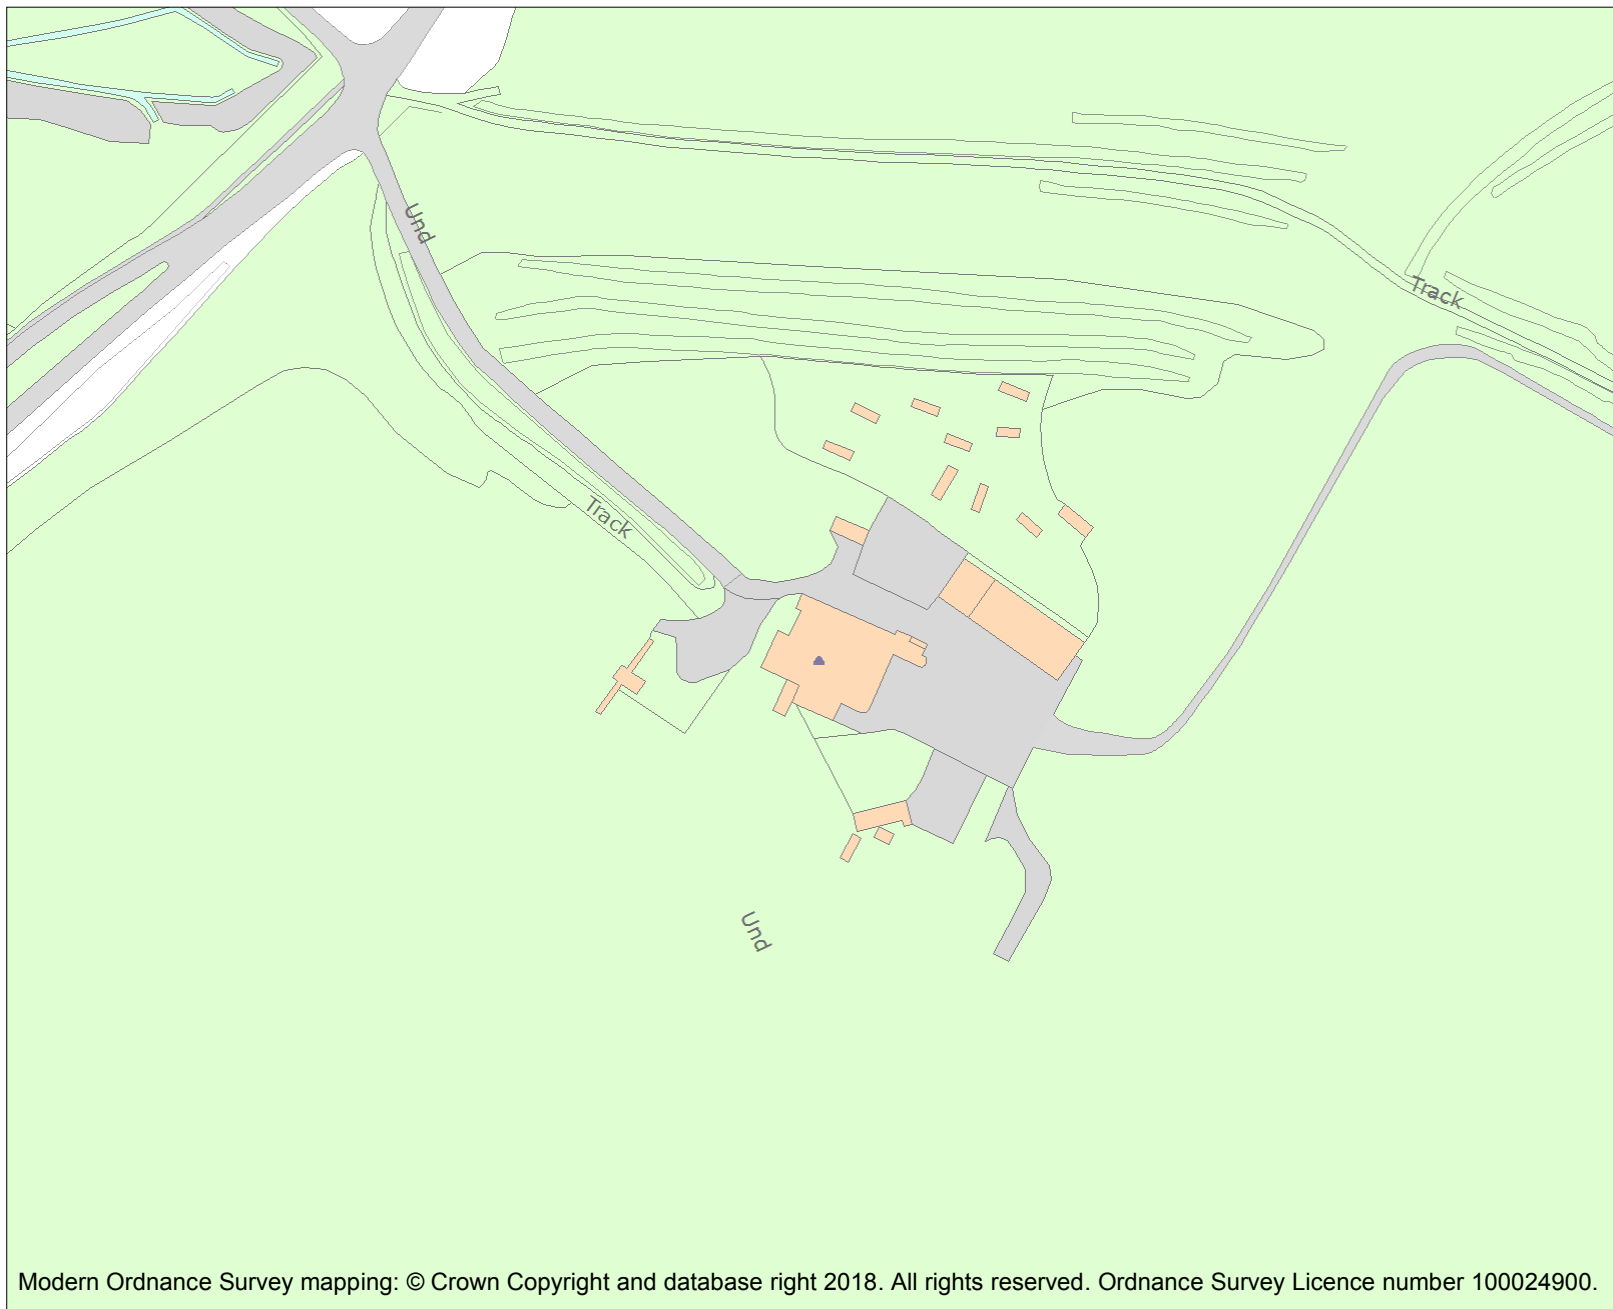 Und
Track
Track
Und
Modern Ordnance Survey mapping: © Crown Copyright and database right 2018. All rights reserved. Ordnance Survey Licence number 100024900.